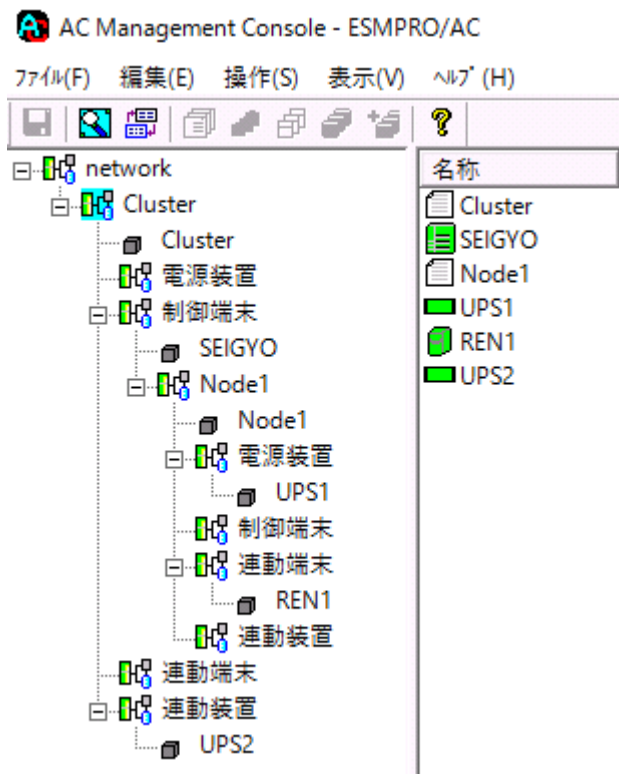 AC Management Console - ESMPRO/AC
ファイル(F) 編集(E) 操作(S) 表示(V) ヘルプ(H)
network
Cluster
Cluster
電源装置
制御端末
SEIGYO
Node1
Node1
電源装置
UPS1
制御端末
連動端末
REN1
連動装置
連動端末
連動装置
UPS2
名称
Cluster
SEIGYO
Node1
UPS1
REN1
UPS2